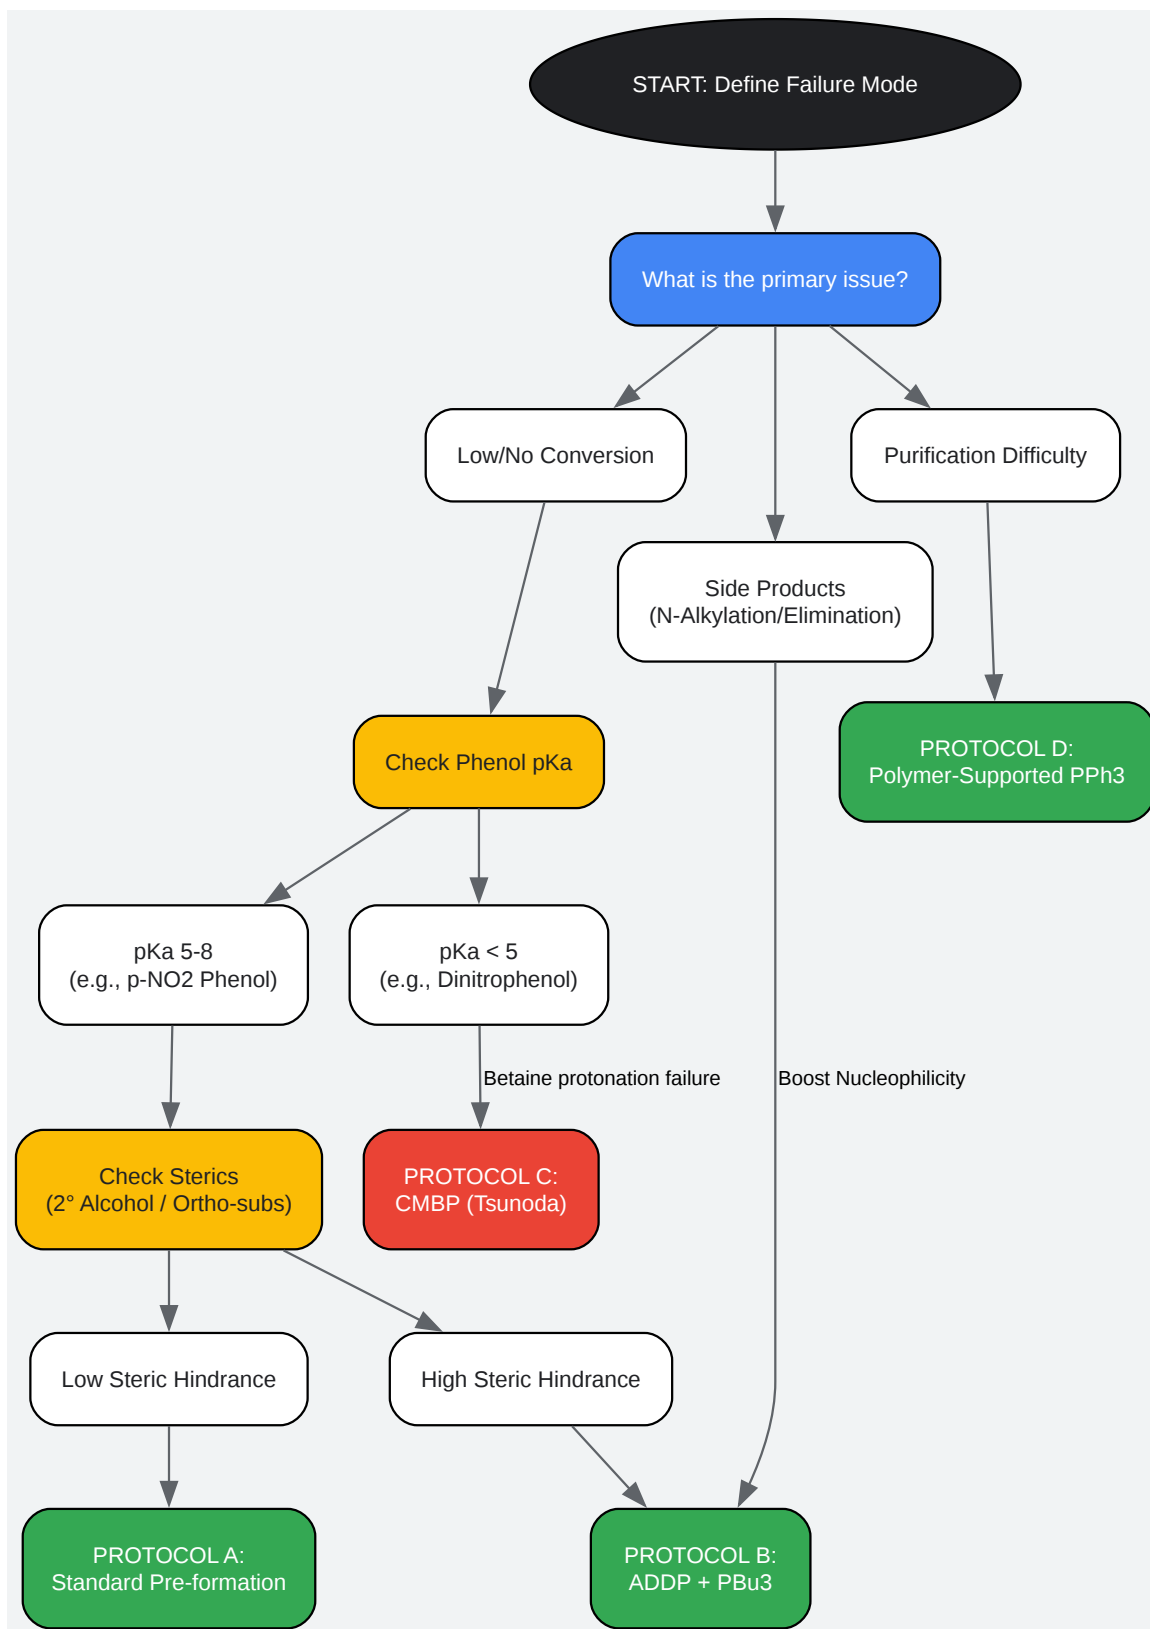 START: Define Failure Mode
What is the primary issue?
Low/No Conversion
Purification Difficulty
Side Products
(N-Alkylation/Elimination)
Check Phenol pKa
PROTOCOL D:
Polymer-Supported PPh3
pKa 5-8
(e.g., p-NO2 Phenol)
pKa < 5
(e.g., Dinitrophenol)
Betaine protonation failure
Boost Nucleophilicity
Check Sterics
(2° Alcohol / Ortho-subs)
PROTOCOL C:
CMBP (Tsunoda)
Low Steric Hindrance
High Steric Hindrance
PROTOCOL A:
Standard Pre-formation
PROTOCOL B:
ADDP + PBu3